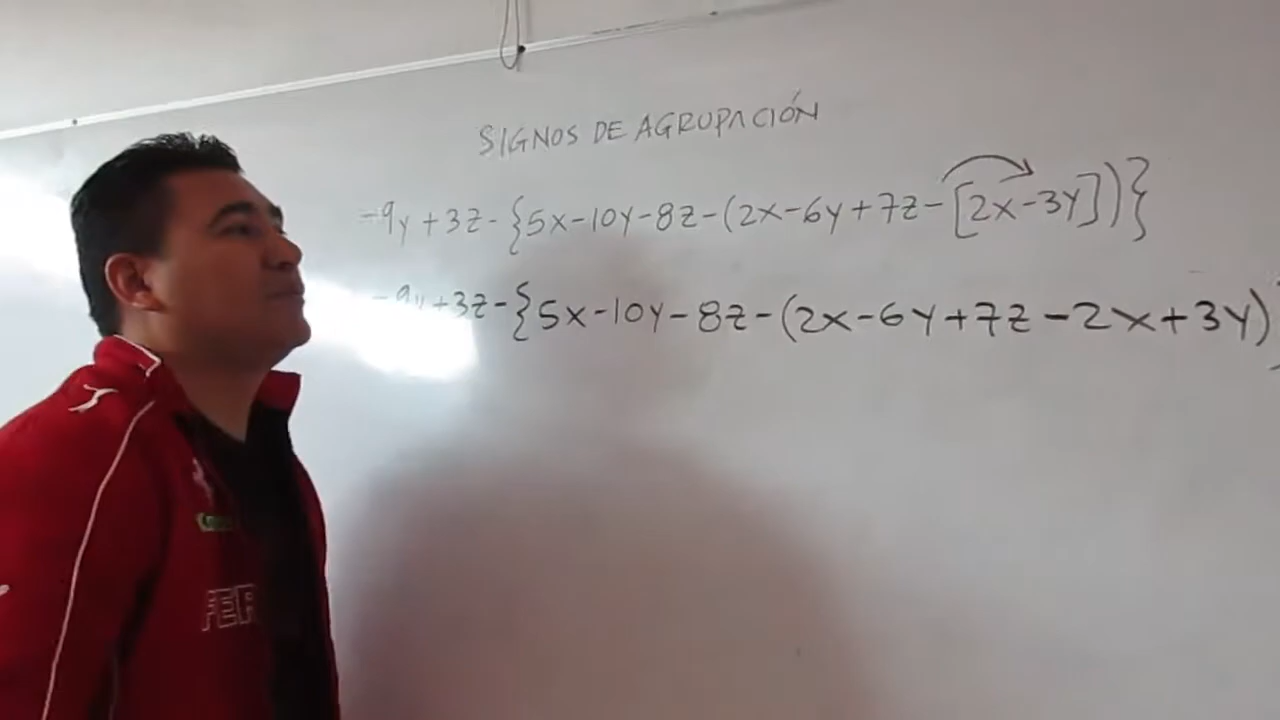 SIGNOS DE AGRUPACIÓN
-9y+3z-{5x-10y-8z-(2x-6y+7z-[2x-3y])}
-9y+3z-{5x-10y-8z-(2x-6y+7z-2x+3y)